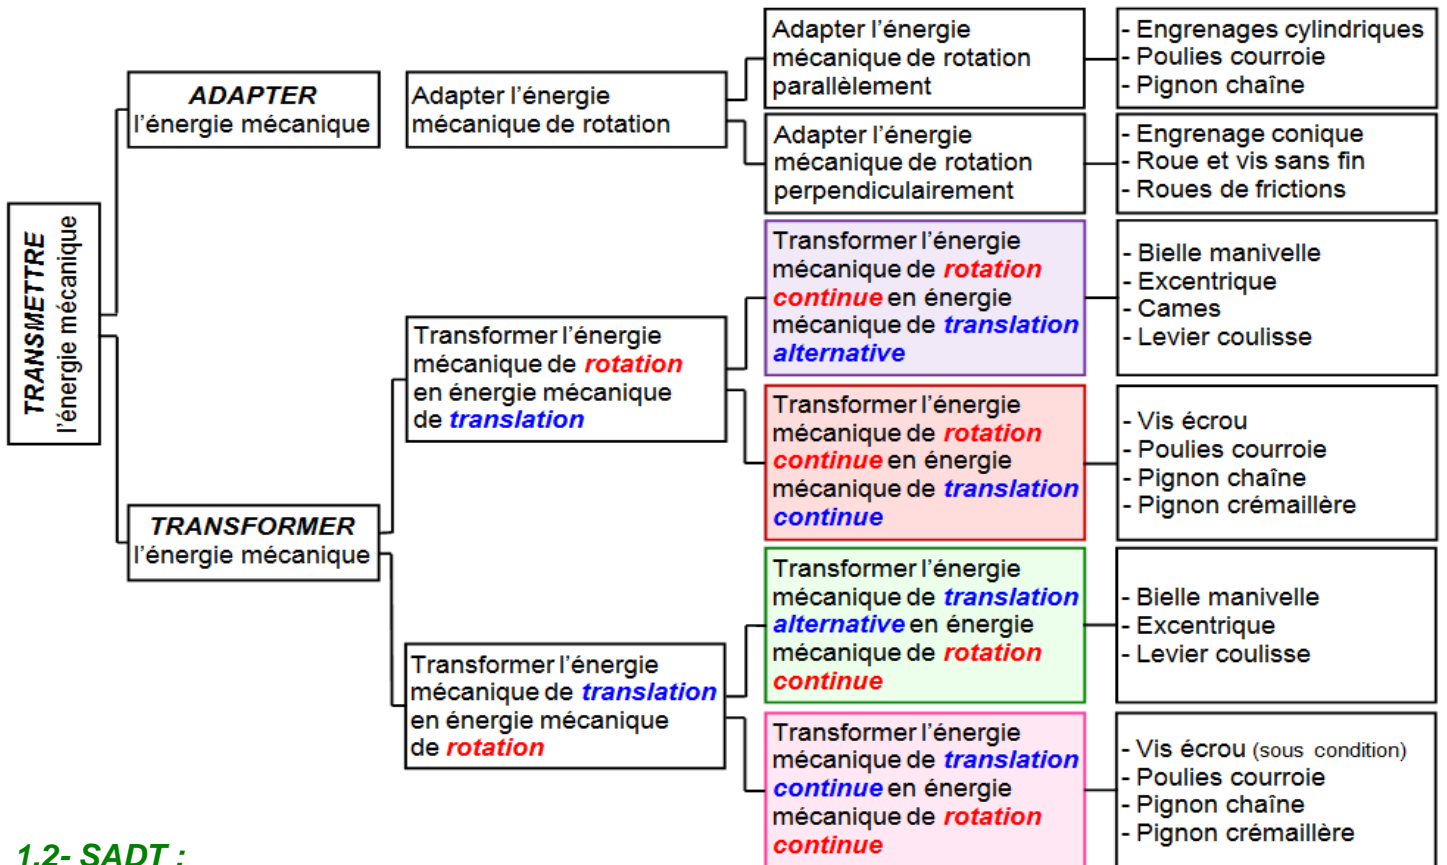 TRANSMETTRE
l'énergie mécanique
ADAPTER
l'énergie mécanique
Adapter l'énergie
mécanique de rotation
Adapter l'énergie
mécanique de rotation
parallèlement
- Engrenages cylindriques
- Poulies courroie
- Pignon chaîne
Adapter l'énergie
mécanique de rotation
perpendiculairement
- Engrenage conique
- Roue et vis sans fin
- Roues de frictions
TRANSFORMER
l'énergie mécanique
Transformer l'énergie
mécanique de rotation
en énergie mécanique
de translation
Transformer l'énergie
mécanique de rotation
continue en énergie
mécanique de translation
alternative
- Bielle manivelle
- Excentrique
- Cames
- Levier coulisse
Transformer l'énergie
mécanique de rotation
continue en énergie
mécanique de translation
continue
- Vis écrou
- Poulies courroie
- Pignon chaîne
- Pignon crémaillère
Transformer l'énergie
mécanique de translation
en énergie mécanique
de rotation
Transformer l'énergie
mécanique de translation
alternative en énergie
mécanique de rotation
continue
- Bielle manivelle
- Excentrique
- Levier coulisse
Transformer l'énergie
mécanique de translation
continue en énergie
mécanique de rotation
continue
- Vis écrou (sous condition)
- Poulies courroie
- Pignon chaîne
- Pignon crémaillère
1.2- SADT :